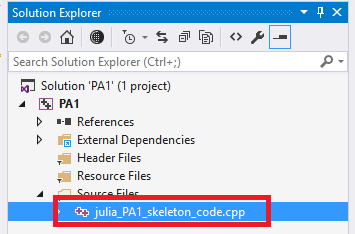 Solution Explorer
Search Solution Explorer (Ctrl+;)
Solution 'PA1' (1 project)
PA1
References
External Dependencies
Header Files
Resource Files
Source Files
julia_PA1_skeleton_code.cpp